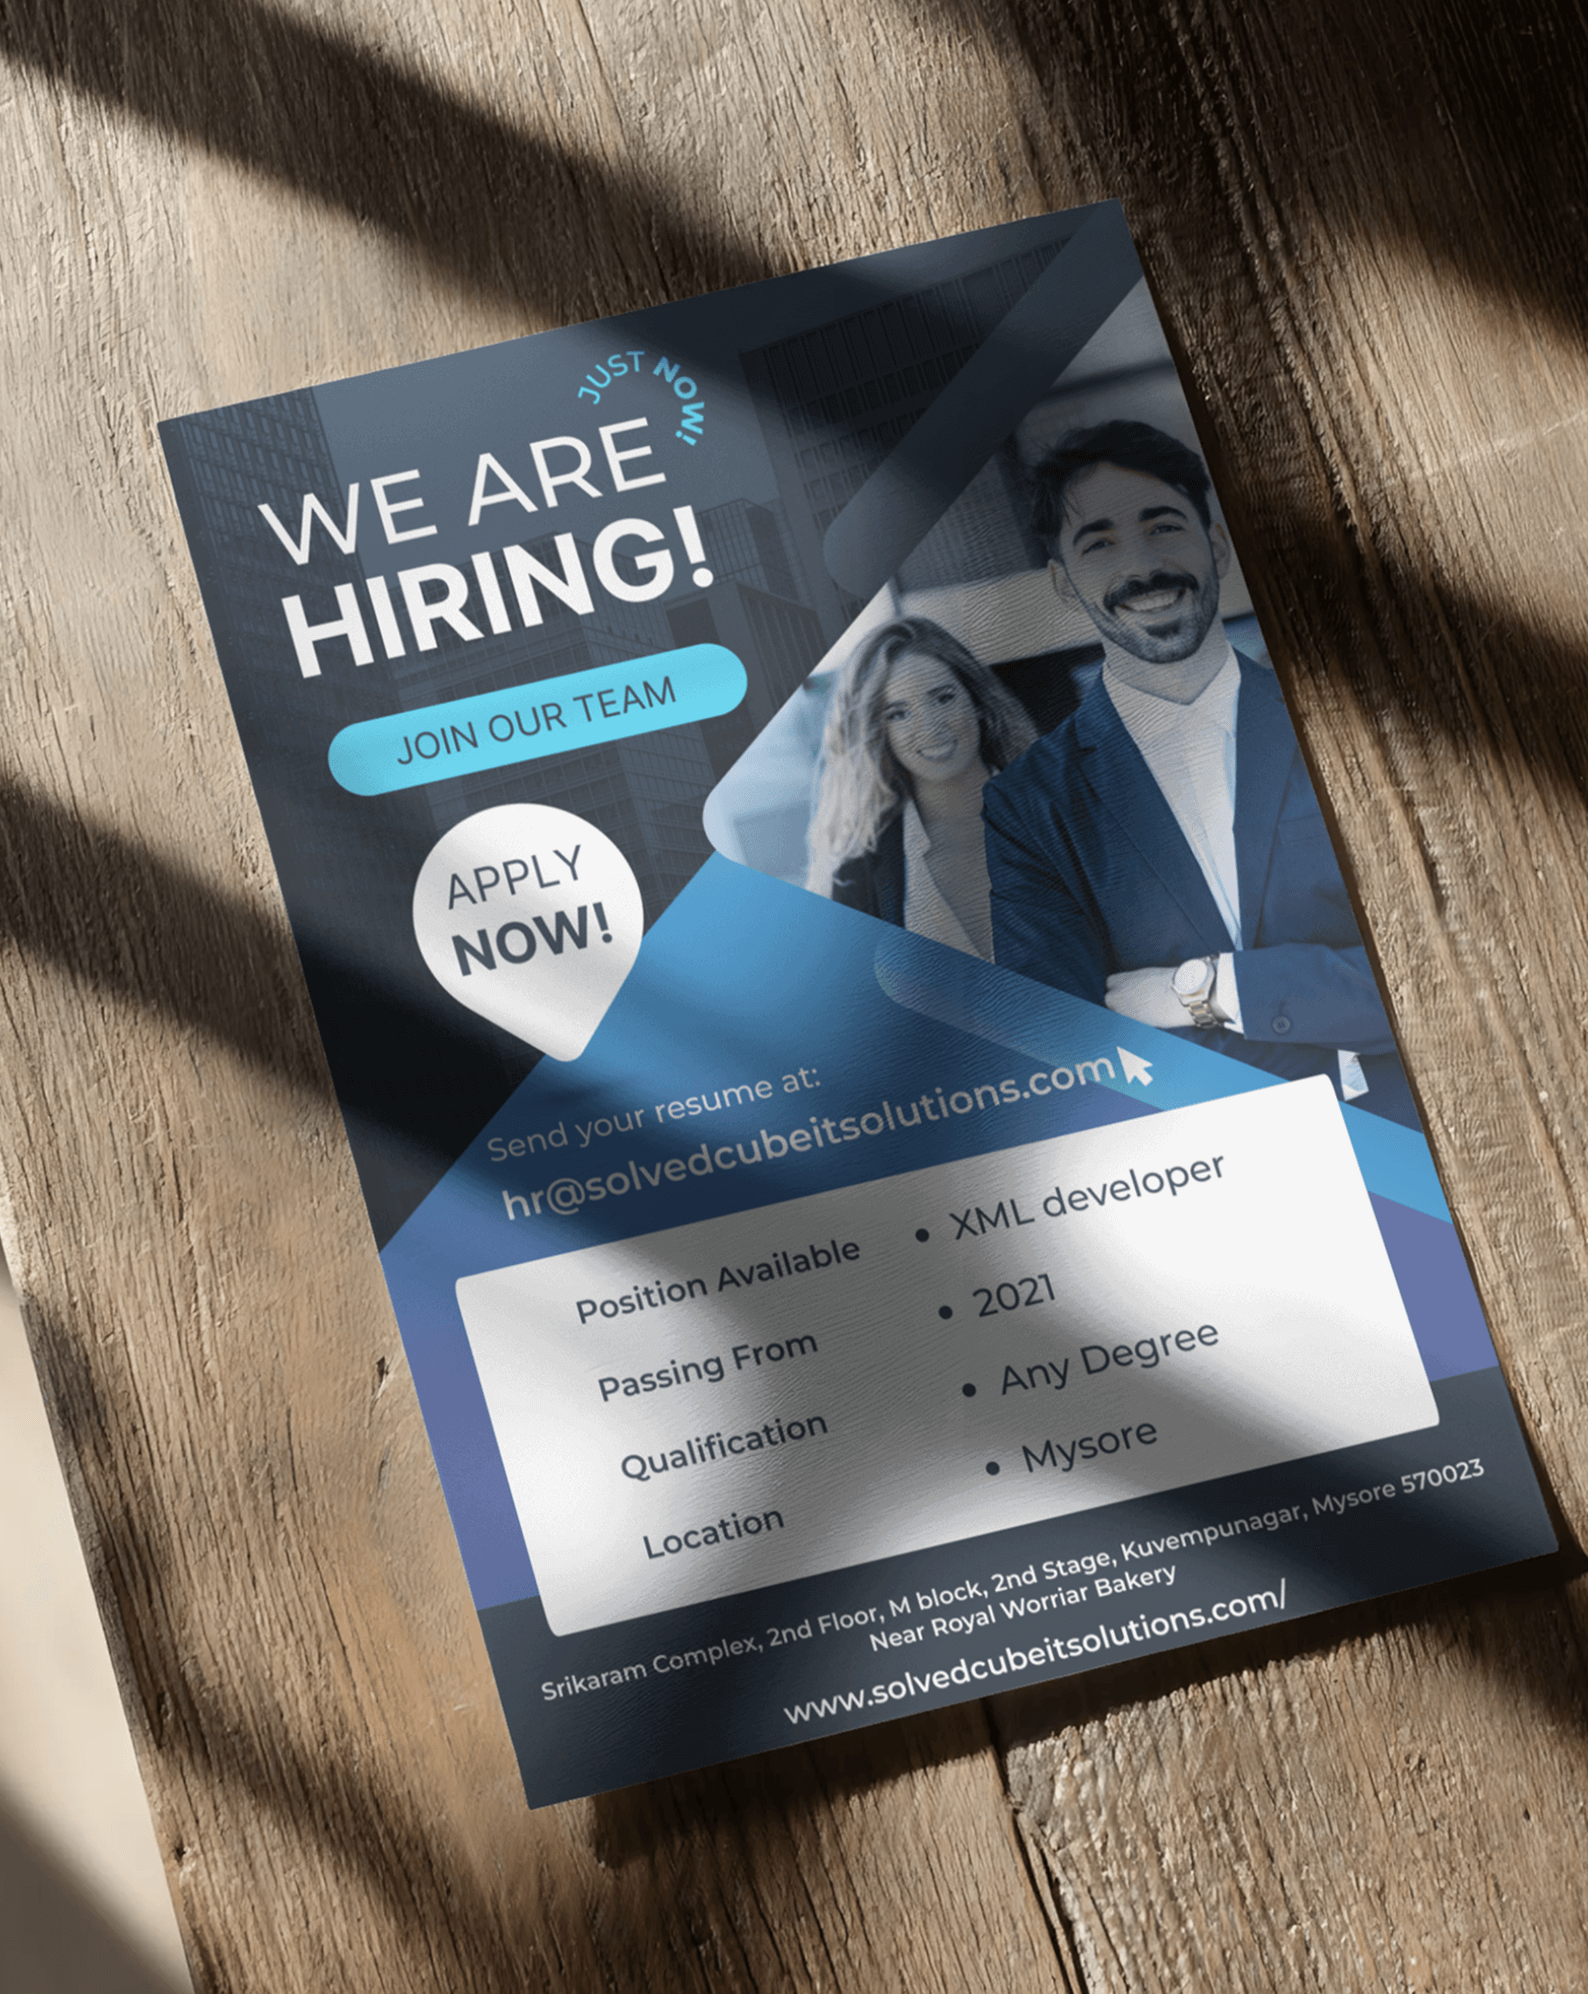 JUST NOW!
WE ARE
HIRING!
JOIN OUR TEAM
APPLY
NOW!
Send your resume at:
hr@solvedcubeitsolutions.com
Position Available • XML developer
Passing From • 2021
Qualification • Any Degree
Location • Mysore
Srikaram Complex, 2nd Floor, M block, 2nd Stage, Kuvempunagar, Mysore 570023
Near Royal Worriar Bakery
www.solvedcubeitsolutions.com/